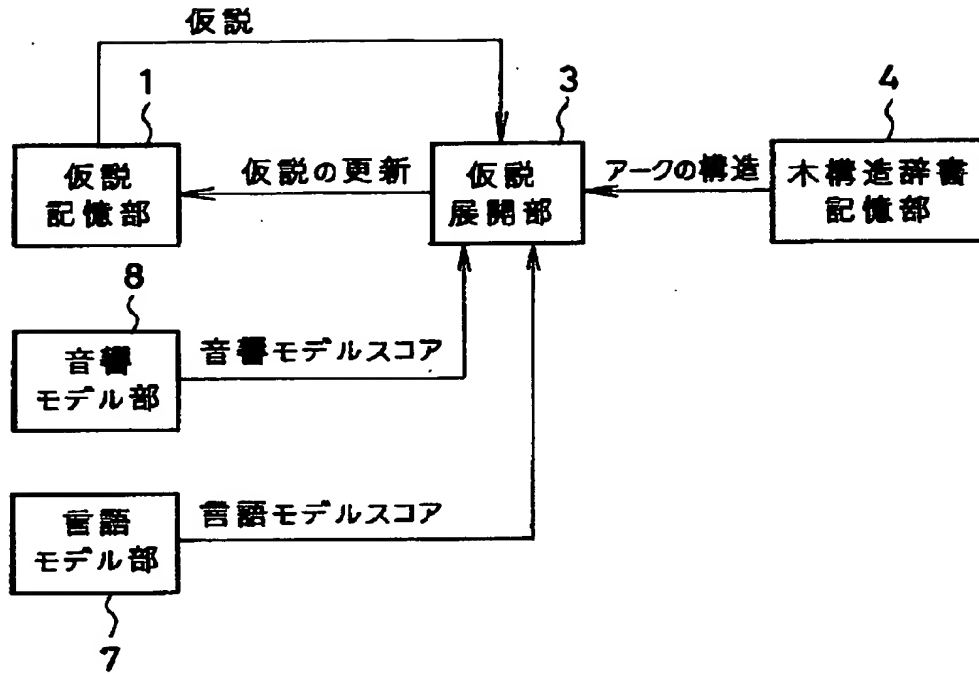 仮説
1
3
4
仮説
記憶部
仮説の更新
仮説
展開部
アークの構造
木構造辞書
記憶部
8
音響
モデル部
音響モデルスコア
言語
モデル部
言語モデルスコア
7